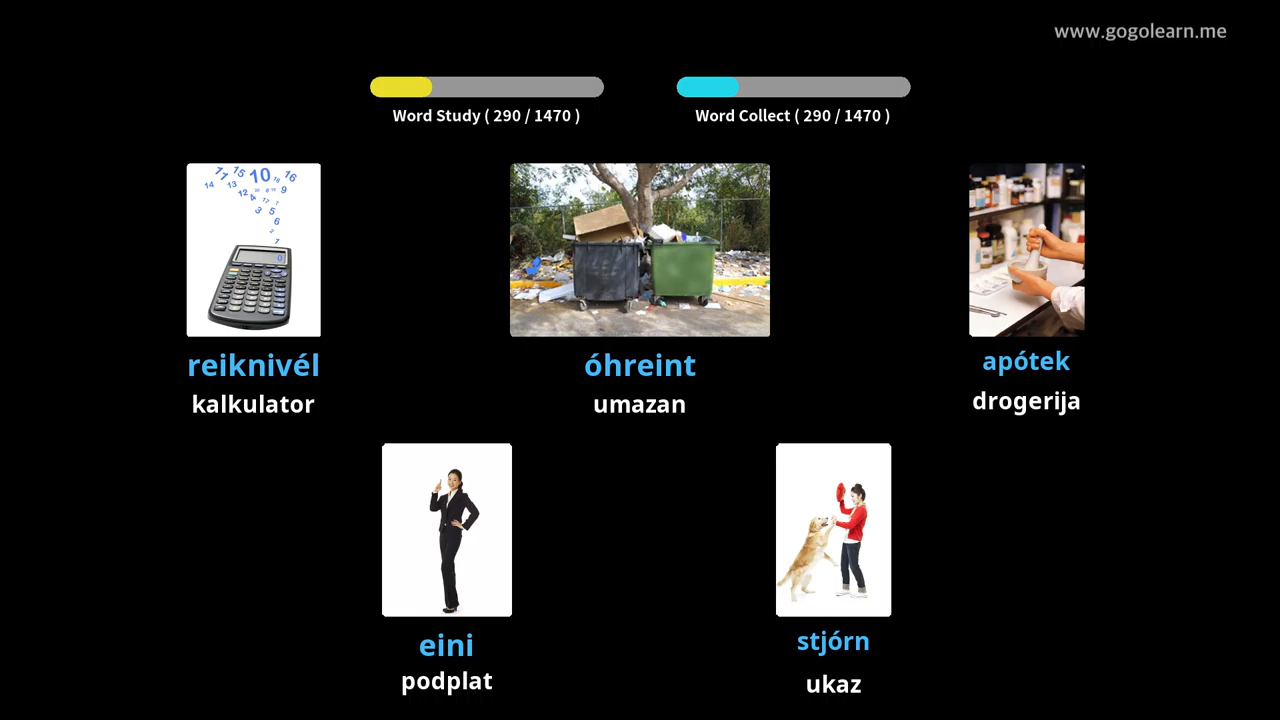 www.gogolearn.me
Word Study ( 290 / 1470 )
Word Collect ( 290 / 1470 )
reiknivél
kalkulator
óhreint
umazan
apótek
drogerija
eini
podplat
stjórn
ukaz